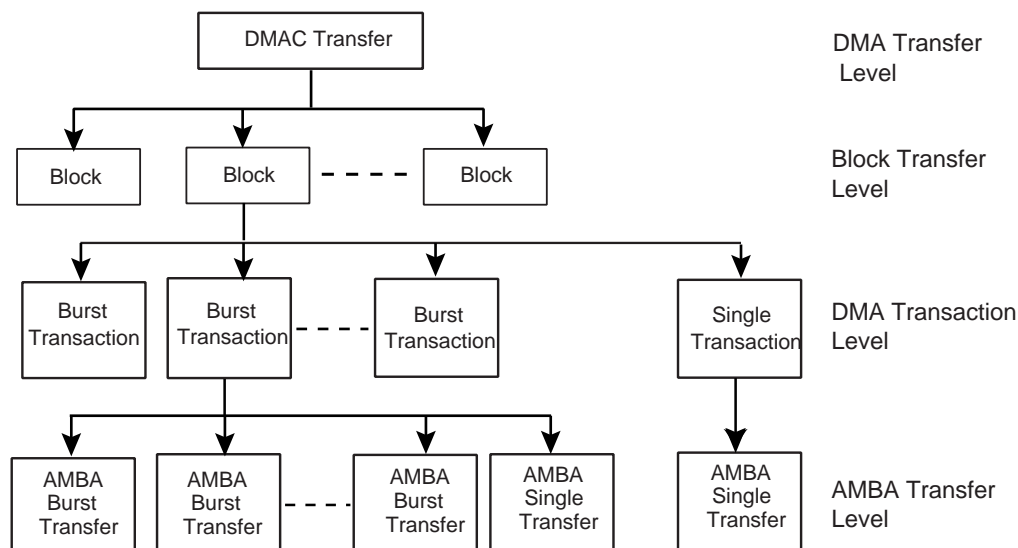 DMAC Transfer
DMA Transfer
Level
Block
Block
Block
Block Transfer
Level
Burst
Transaction
Burst
Transaction
Burst
Transaction
Single
Transaction
DMA Transaction
Level
AMBA
Burst
Transfer
AMBA
Burst
Transfer
AMBA
Burst
Transfer
AMBA
Single
Transfer
AMBA
Single
Transfer
AMBA Transfer
Level